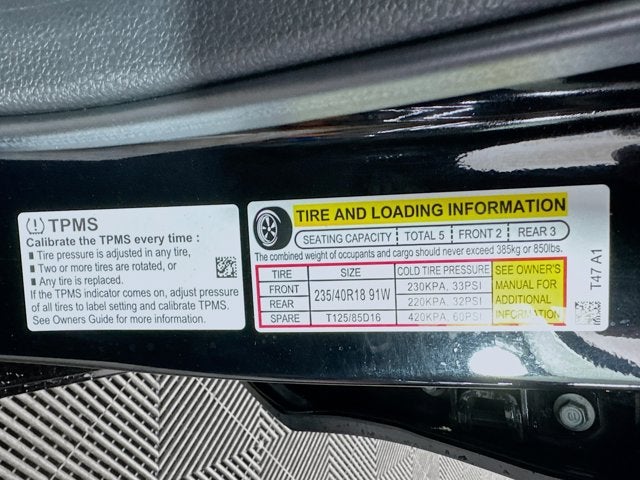 TPMS
Calibrate the TPMS every time :
■ Tire pressure is adjusted in any tire,
■ Two or more tires are rotated, or
■ Any tire is replaced.
If the TPMS indicator comes on, adjust pressure
of all tires to label setting and calibrate TPMS.
See Owners Guide for more information.
TIRE AND LOADING INFORMATION
SEATING CAPACITY TOTAL 5 FRONT 2 REAR 3
The combined weight of occupants and cargo should never exceed 385kg or 850lbs.
TIRE SIZE COLD TIRE PRESSURE
FRONT 235/40R18 91W 230KPA, 33PSI
REAR 220KPA, 32PSI
SPARE T125/85D16 420KPA, 60PSI
SEE OWNER'S
MANUAL FOR
ADDITIONAL
INFORMATION
T47 A1